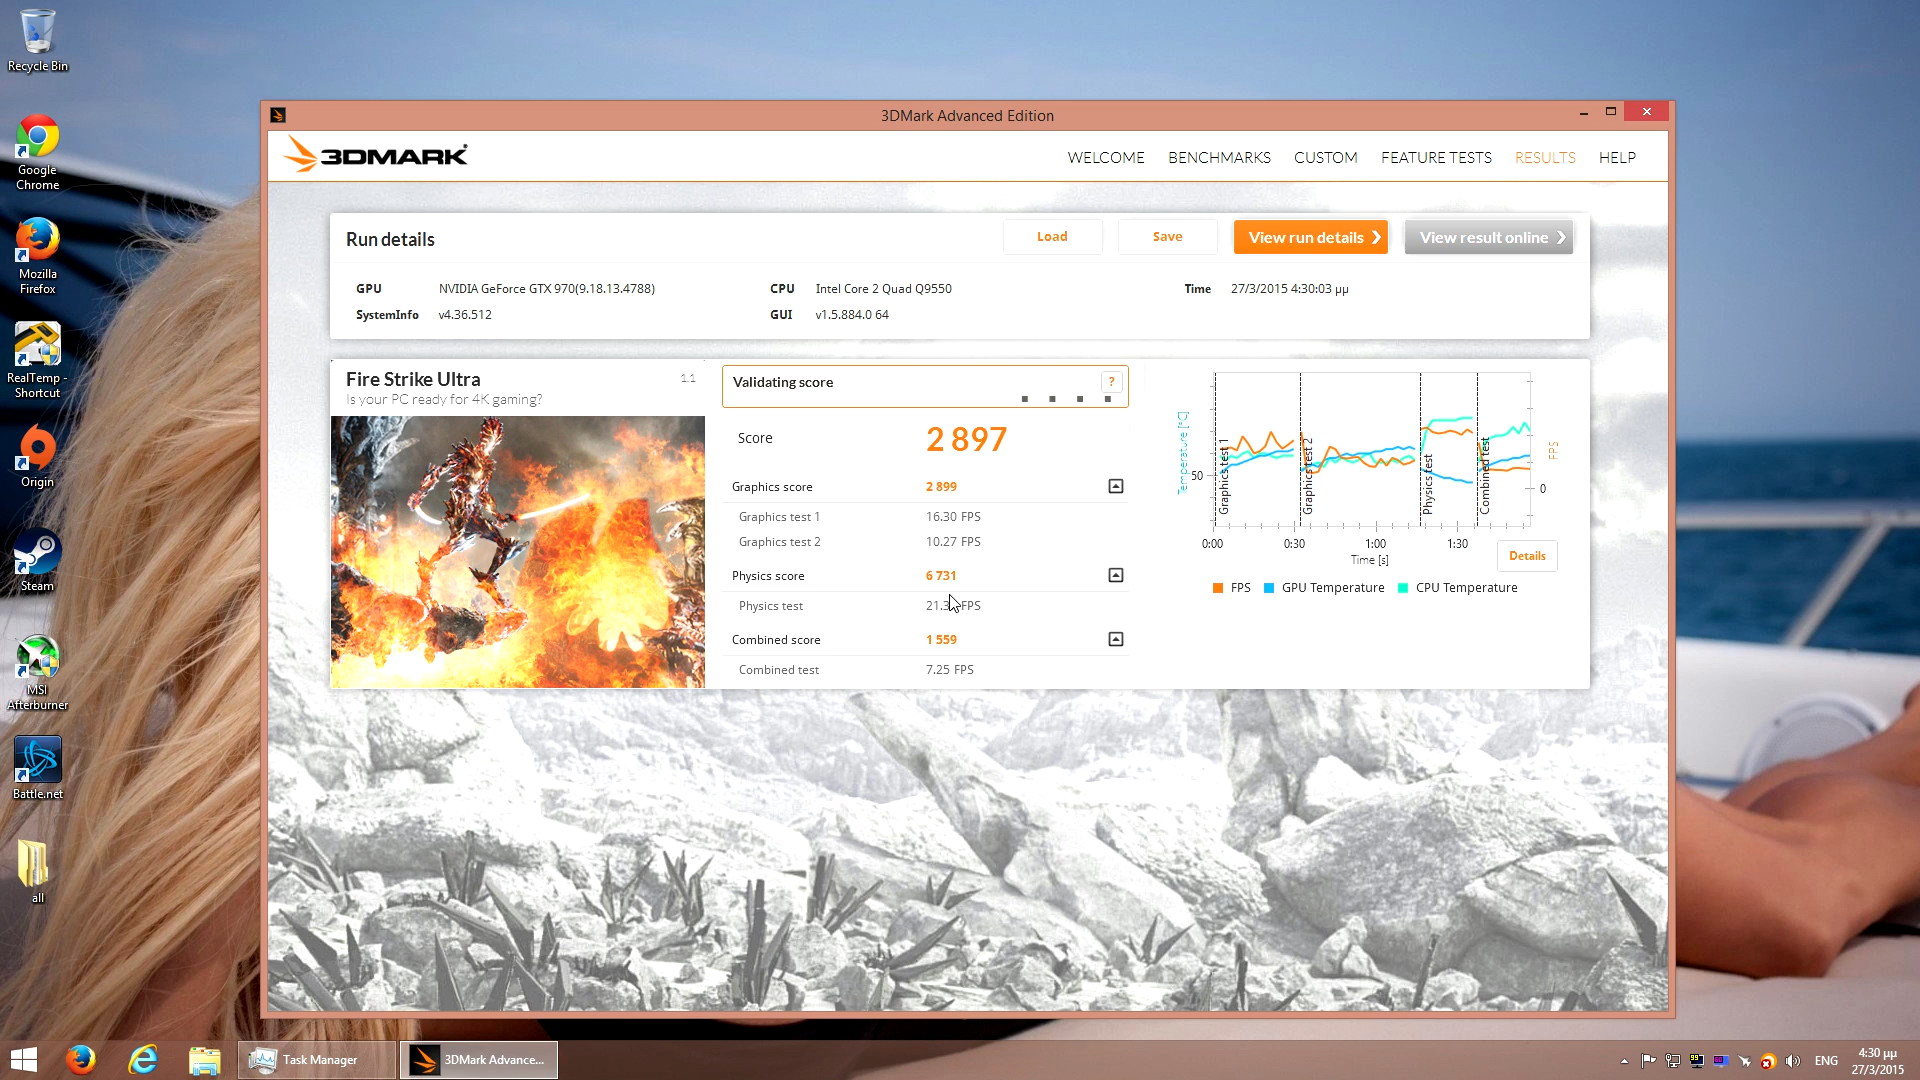 Recycle Bin
Google
Chrome
Mozilla
Firefox
RealTemp -
Shortcut
Origin
Steam
MSI
Afterburner
Battle.net
all
3DMark Advanced Edition
3DMARK
WELCOME BENCHMARKS CUSTOM FEATURE TESTS RESULTS HELP
Run details
Load Save View run details View result online
GPU NVIDIA GeForce GTX 970(9.18.13.4788) CPU Intel Core 2 Quad Q9550 Time 27/3/2015 4:30:03 μμ
SystemInfo v4.36.512 GUI v1.5.884.0 64
Fire Strike Ultra 1.1
Is your PC ready for 4K gaming?
Validating score ?
Score 2 897
Graphics score 2 899
Graphics test 1 16.30 FPS
Graphics test 2 10.27 FPS
Physics score 6 731
Physics test FPS
Combined score 1 559
Combined test 7.25 FPS
Temperature [°C]
50
Graphics test 1
Graphics test 2
Physics test
Combined test
FPS
0
0:00 0:30 1:00 1:30
Time [s]
Details
FPS GPU Temperature CPU Temperature
Task Manager
3DMark Advance...
ENG
4:30 μμ
27/3/2015